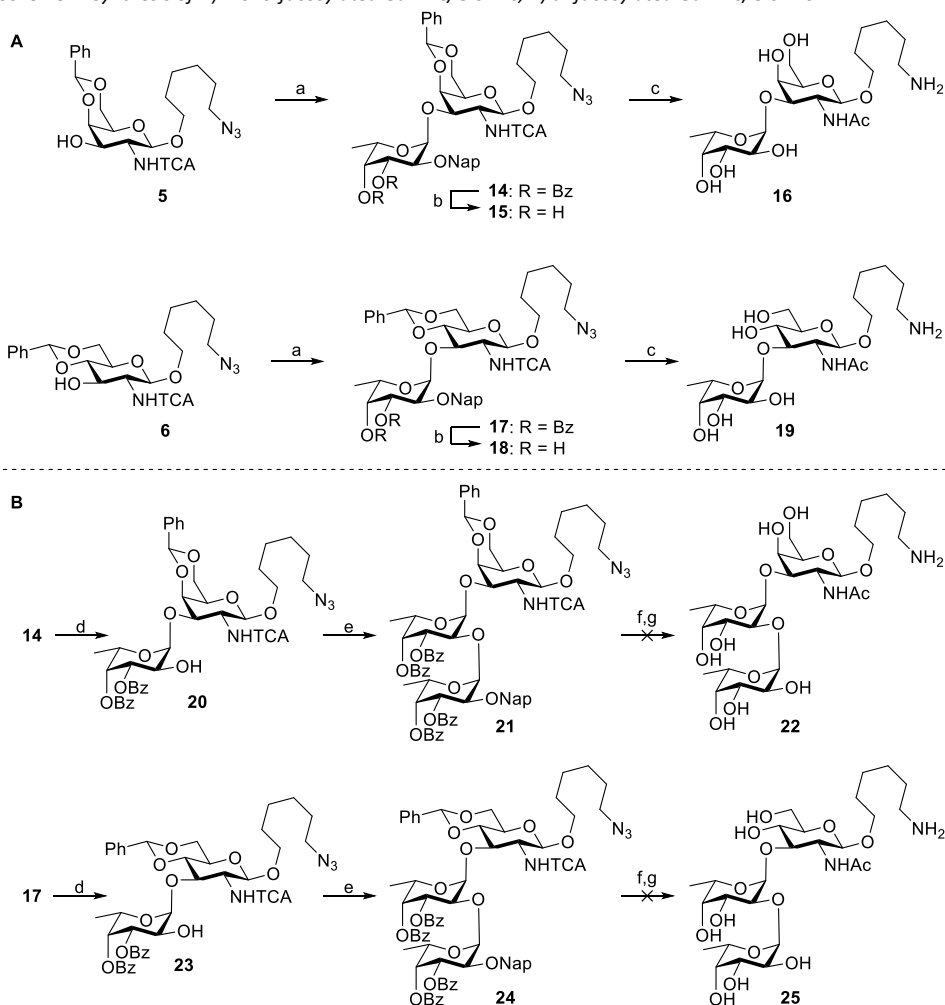 A
Ph
O
O
O
HO
O
NHTCA
N3
5
a
Ph
O
O
O
O
O
NHTCA
N3
O
ONap
OR
OR
14: R = Bz
b
15: R = H
c
OH
OH
O
O
O
NHAc
NH2
O
OH
OH
OH
16
Ph
O
O
O
HO
O
NHTCA
N3
6
a
Ph
O
O
O
O
O
NHTCA
N3
O
ONap
OR
OR
17: R = Bz
b
18: R = H
c
HO
HO
O
O
O
NHAc
NH2
O
OH
OH
OH
19
B
14
d
Ph
O
O
O
O
O
NHTCA
N3
O
OH
OBz
OBz
20
e
Ph
O
O
O
O
O
NHTCA
N3
O
O
OBz
OBz
O
ONap
OBz
OBz
21
f,g
OH
OH
O
O
O
NHAc
NH2
O
O
OH
OH
O
OH
OH
OH
22
17
d
Ph
O
O
O
O
O
NHTCA
N3
O
OH
OBz
OBz
23
e
Ph
O
O
O
O
O
NHTCA
N3
O
O
OBz
OBz
O
ONap
OBz
OBz
24
f,g
HO
HO
O
O
O
NHAc
NH2
O
O
OH
OH
O
OH
OH
OH
25